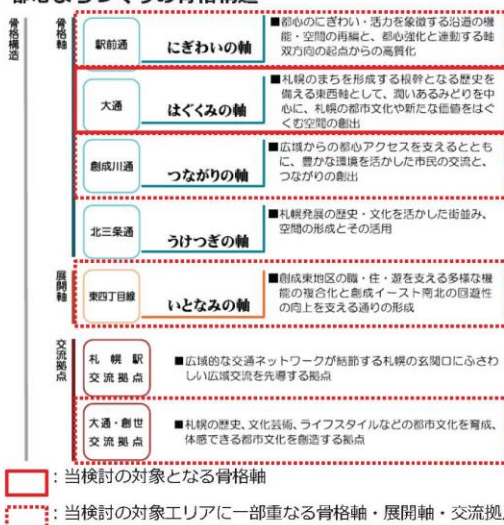 骨格構造
骨格軸
駅前通
にぎわいの軸
■都心のにぎわい・活力を象徴する沿道の機
能・空間の再編と、都心強化と連動する軸
双方向の起点からの高質化
大通
はぐくみの軸
■札幌のまちを形成する根幹となる歴史を
備える東西軸として、潤いあるみどりを中
心に、札幌の都市文化や新たな価値をはぐ
くむ空間の創出
創成川通
つながりの軸
■広域からの都心アクセスを支えるととも
に、豊かな環境を活かした市民の交流と、
つながりの創出
北三条通
うけつぎの軸
■札幌発展の歴史・文化を活かした街並み、
空間の形成とその活用
展開軸
東四丁目線
いとなみの軸
■創成東地区の職・住・遊を支える多様な機
能の複合化と創成イースト南北の回遊性
の向上を支える通りの形成
交流拠点
札幌駅
交流拠点
■広域的な交通ネットワークが結節する札幌の玄関口にふさわ
しい広域交流を先導する拠点
大通・創世
交流拠点
■札幌の歴史、文化芸術、ライフスタイルなどの都市文化を育成、
体感できる都市文化を創造する拠点
：当検討の対象となる骨格軸
：当検討の対象エリアに一部重なる骨格軸・展開軸・交流拠